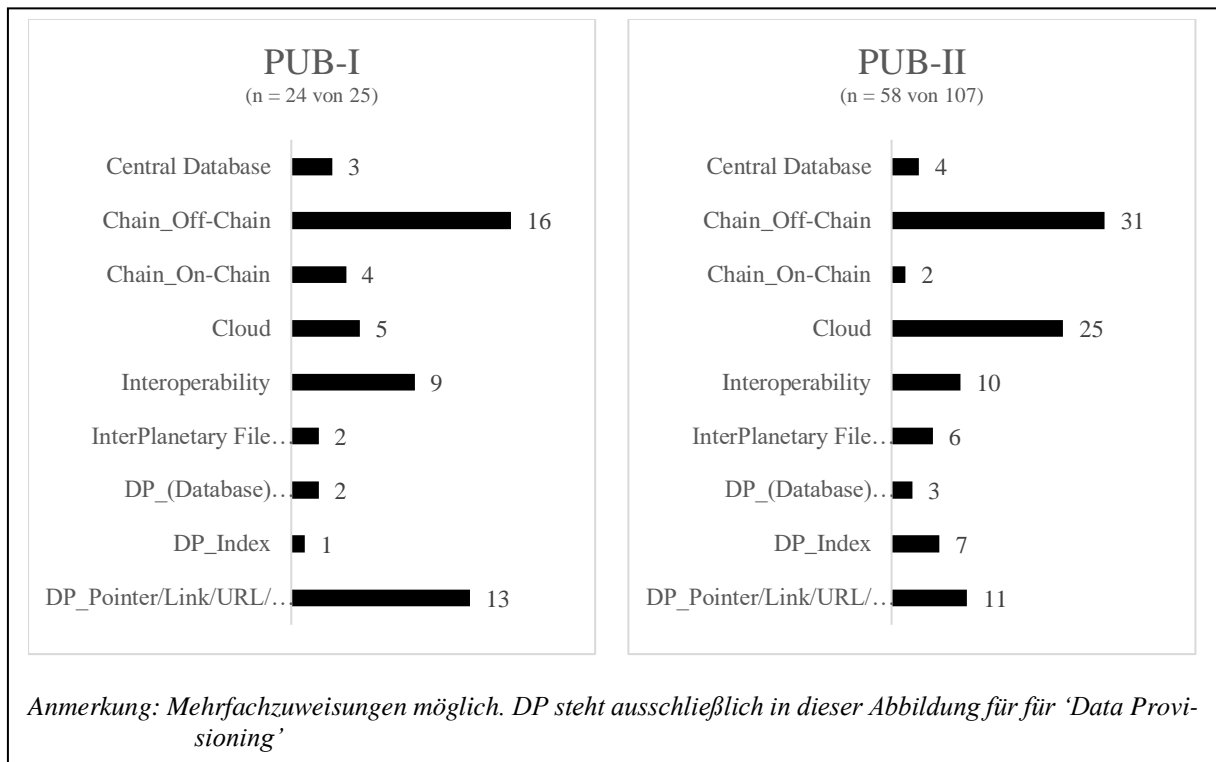 PUB-I
(n = 24 von 25)
Central Database 3
Chain_Off-Chain 16
Chain_On-Chain 4
Cloud 5
Interoperability 9
InterPlanetary File… 2
DP_(Database)… 2
DP_Index 1
DP_Pointer/Link/URL/… 13
PUB-II
(n = 58 von 107)
Central Database 4
Chain_Off-Chain 31
Chain_On-Chain 2
Cloud 25
Interoperability 10
InterPlanetary File… 6
DP_(Database)… 3
DP_Index 7
DP_Pointer/Link/URL/… 11
Anmerkung: Mehrfachzuweisungen möglich. DP steht ausschließlich in dieser Abbildung für für ‘Data Provi-
sioning’